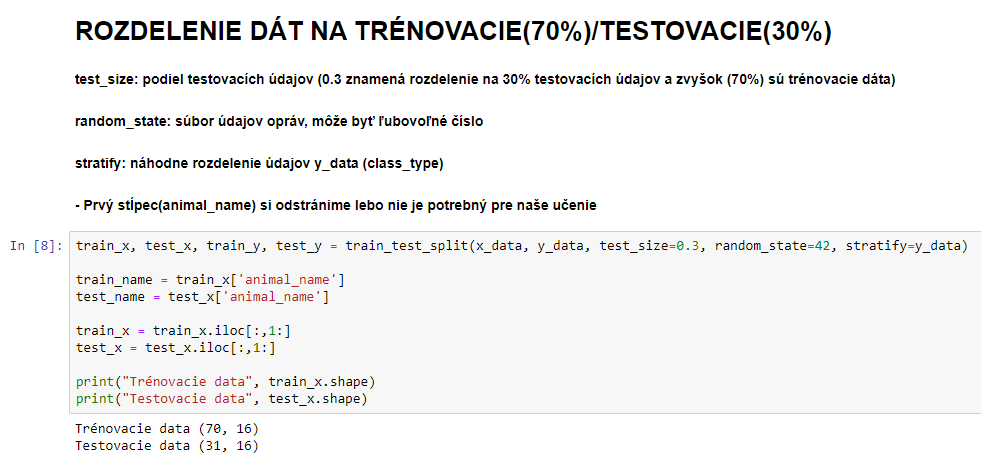 ROZDELENIE DÁT NA TRÉNOVACIE(70%)/TESTOVACIE(30%)
test_size: podiel testovacích údajov (0.3 znamená rozdelenie na 30% testovacích údajov a zvyšok (70%) sú trénovacie dáta)
random_state: súbor údajov opráv, môže byť ľubovoľné číslo
stratify: náhodne rozdelenie údajov y_data (class_type)
- Prvý stĺpec(animal_name) si odstránime lebo nie je potrebný pre naše učenie
In [8]: train_x, test_x, train_y, test_y = train_test_split(x_data, y_data, test_size=0.3, random_state=42, stratify=y_data)
train_name = train_x['animal_name']
test_name = test_x['animal_name']
train_x = train_x.iloc[:,1:]
test_x = test_x.iloc[:,1:]
print("Trénovacie data", train_x.shape)
print("Testovacie data", test_x.shape)
Trénovacie data (70, 16)
Testovacie data (31, 16)